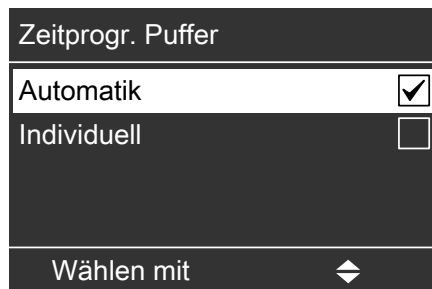 Zeitprogr. Puffer
Automatik
Individuell
Wählen mit